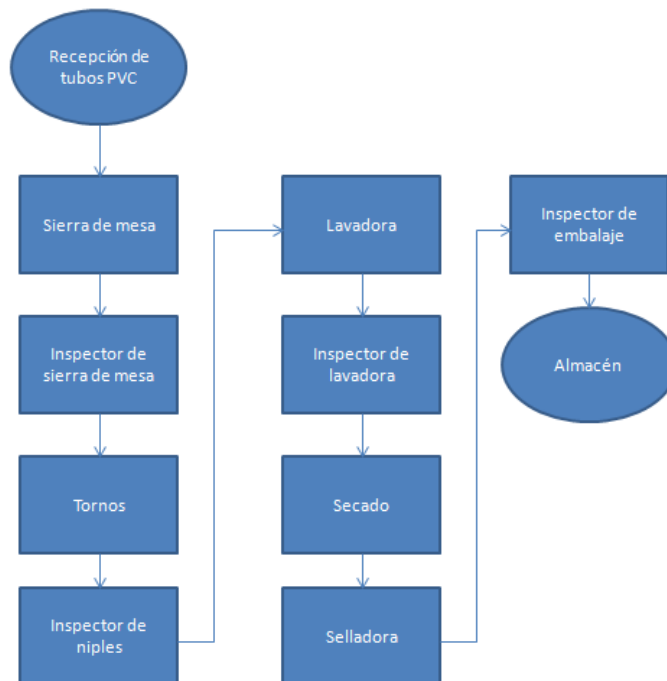 Recepción de
tubos PVC
Sierra de mesa
Inspector de
sierra de mesa
Tornos
Inspector de
niples
Lavadora
Inspector de
lavadora
Secado
Selladora
Inspector de
embalaje
Almacén